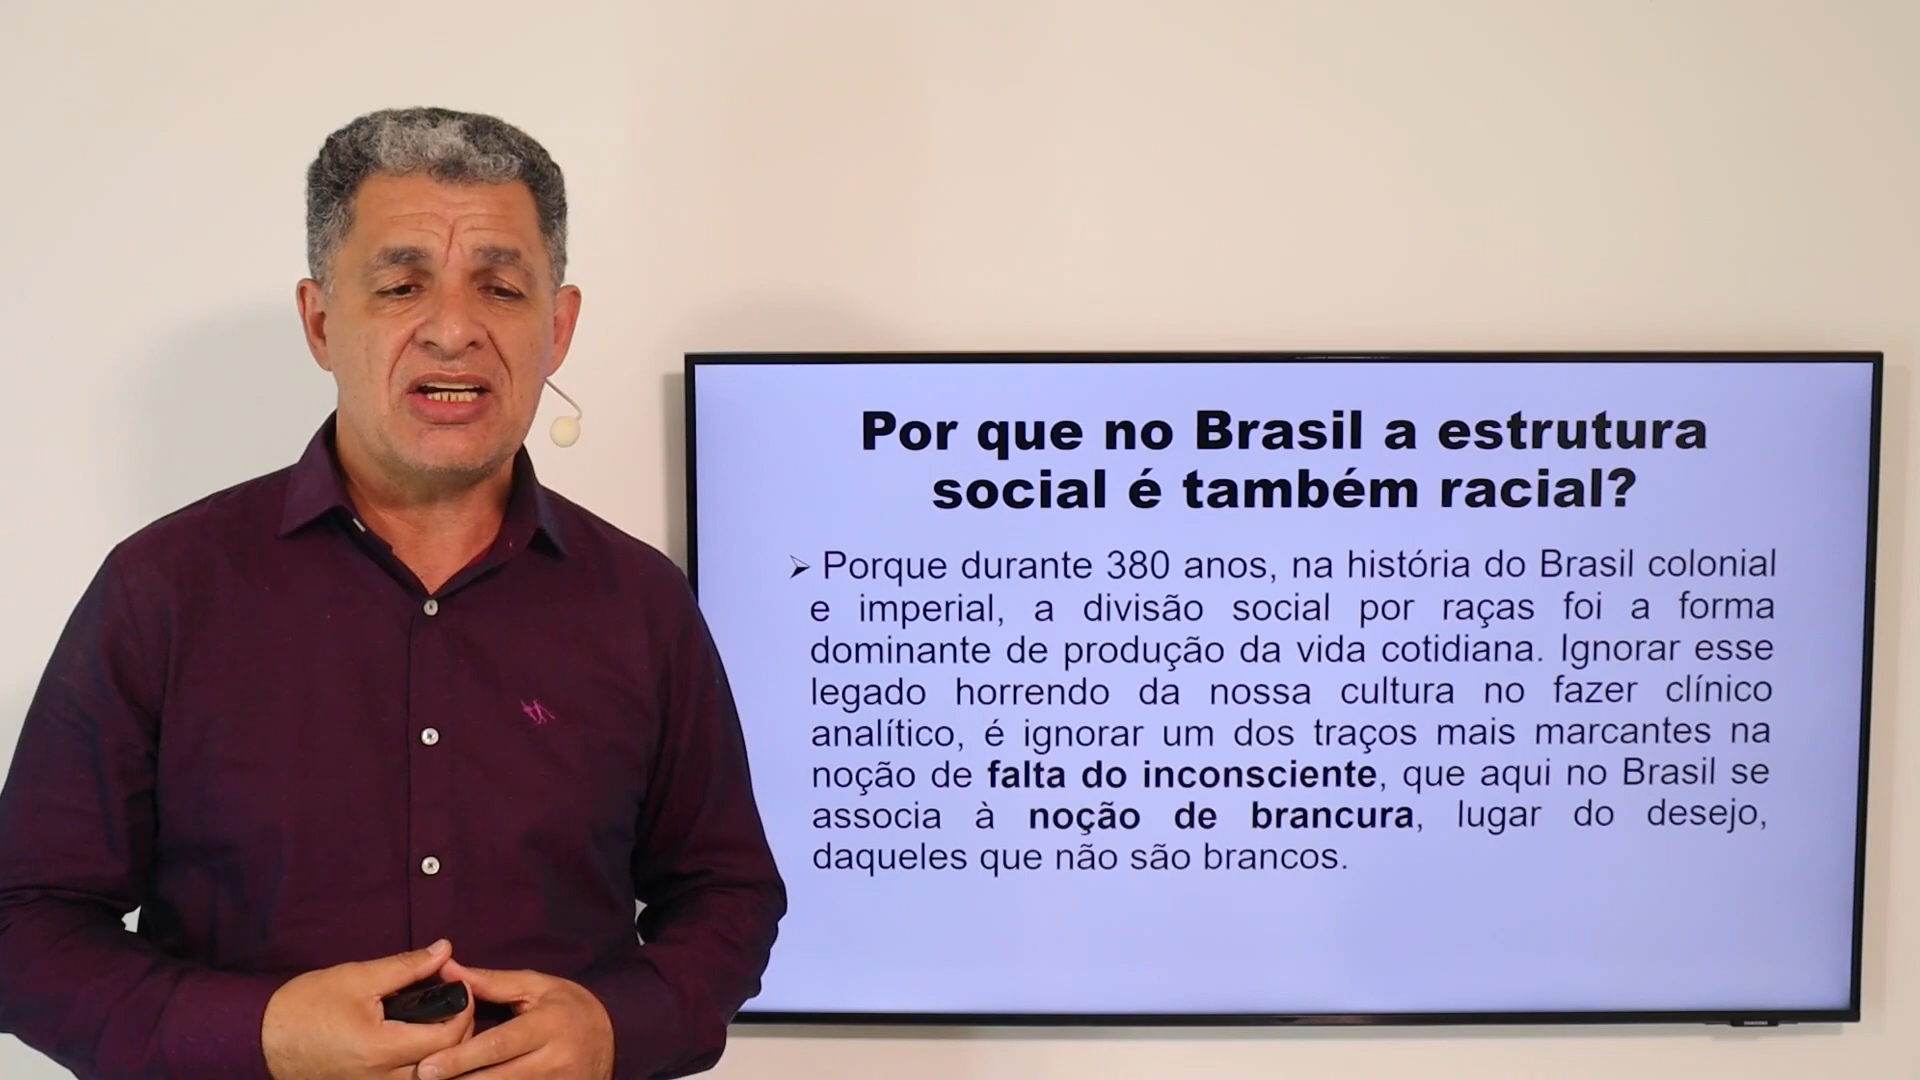 Por que no Brasil a estrutura
social é também racial?
➢ Porque durante 380 anos, na história do Brasil colonial
e imperial, a divisão social por raças foi a forma
dominante de produção da vida cotidiana. Ignorar esse
legado horrendo da nossa cultura no fazer clínico
analítico, é ignorar um dos traços mais marcantes na
noção de falta do inconsciente, que aqui no Brasil se
associa à noção de brancura, lugar do desejo,
daqueles que não são brancos.